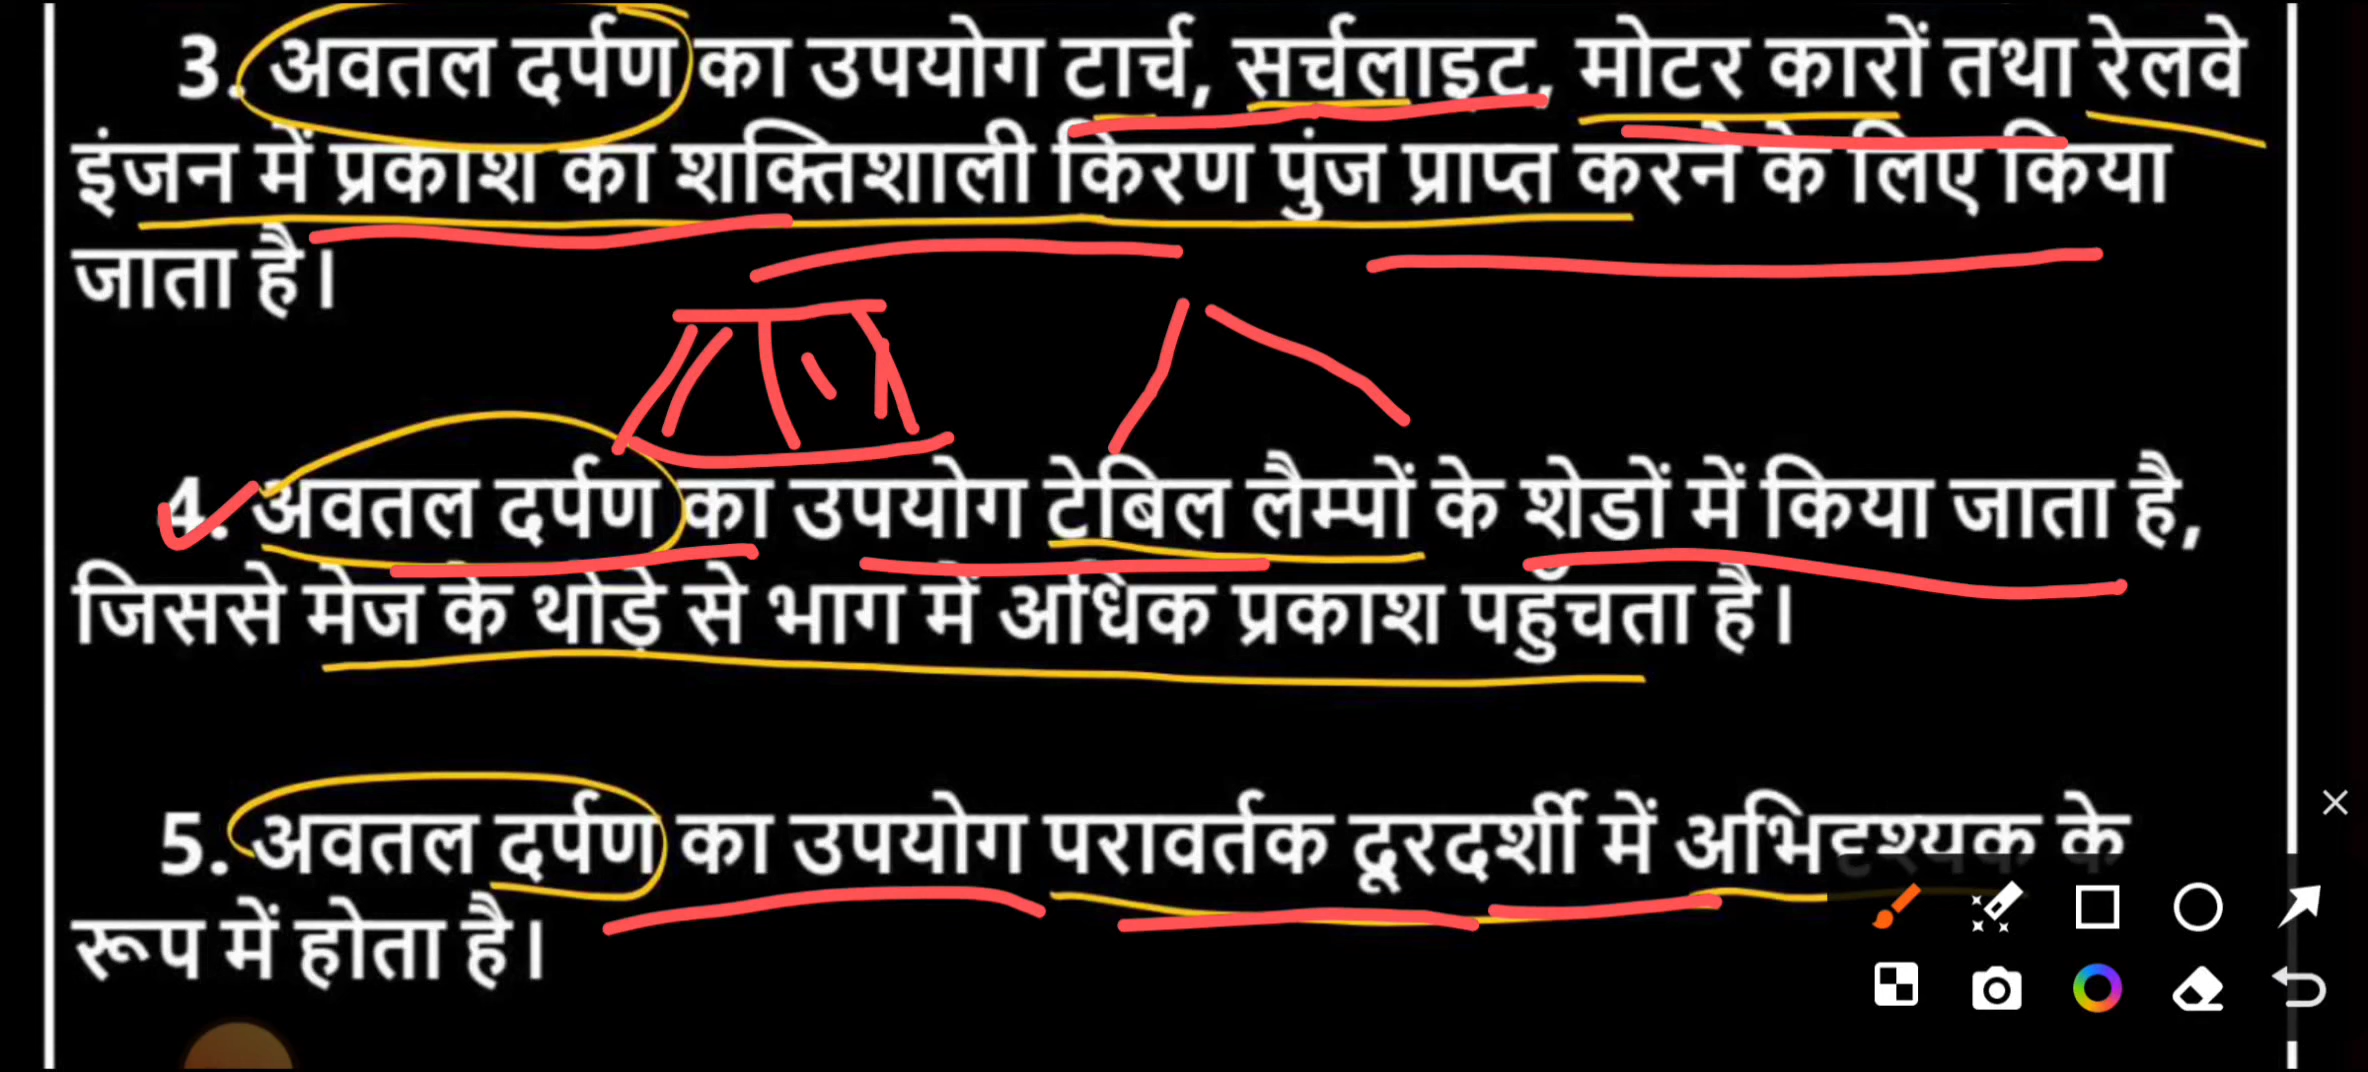 3. अवतल दर्पण का उपयोग टार्च, सर्चलाइट, मोटर कारों तथा रेलवे
इंजन में प्रकाश का शक्तिशाली किरण पुंज प्राप्त करने के लिए किया
जाता है।
4. अवतल दर्पण का उपयोग टेबिल लैम्पों के शेडों में किया जाता है,
जिससे मेज के थोड़े से भाग में अधिक प्रकाश पहुँचता है।
5. अवतल दर्पण का उपयोग परावर्तक दूरदर्शी में अभिदृश्यक के
रूप में होता है।